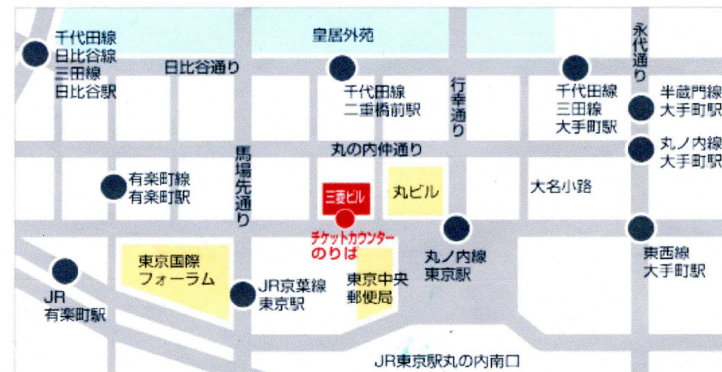 皇居外苑
千代田線
日比谷線
三田線
日比谷駅
日比谷通り
千代田線
二重橋前駅
行幸通り
千代田線
三田線
大手町駅
永代通り
半蔵門線
大手町駅
丸の内仲通り
丸ノ内線
大手町駅
有楽町線
有楽町駅
馬場先通り
三菱ビル
丸ビル
大名小路
チケットカウンター
のりば
丸ノ内線
東京駅
東西線
大手町駅
東京国際
フォーラム
JR
有楽町駅
JR京葉線
東京駅
東京中央
郵便局
JR東京駅丸の内南口